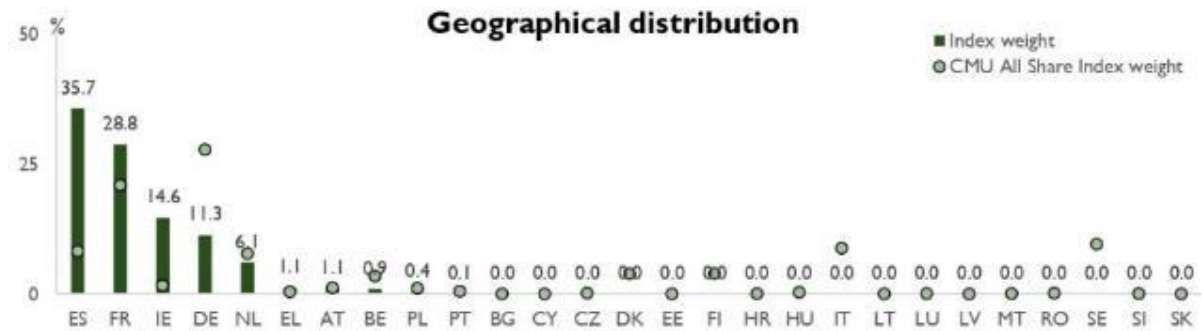 Geographical distribution
50 %
Index weight
CMU All Share Index weight
35.7
28.8
25
14.6
11.3
6.1
1.1 1.1 0.9 0.4 0.1 0.0 0.0 0.0 0.0 0.0 0.0 0.0 0.0 0.0 0.0 0.0 0.0 0.0 0.0 0.0 0.0 0.0
0
ES FR IE DE NL EL AT BE PL PT BG CY CZ DK EE FI HR HU IT LT LU LV MT RO SE SI SK